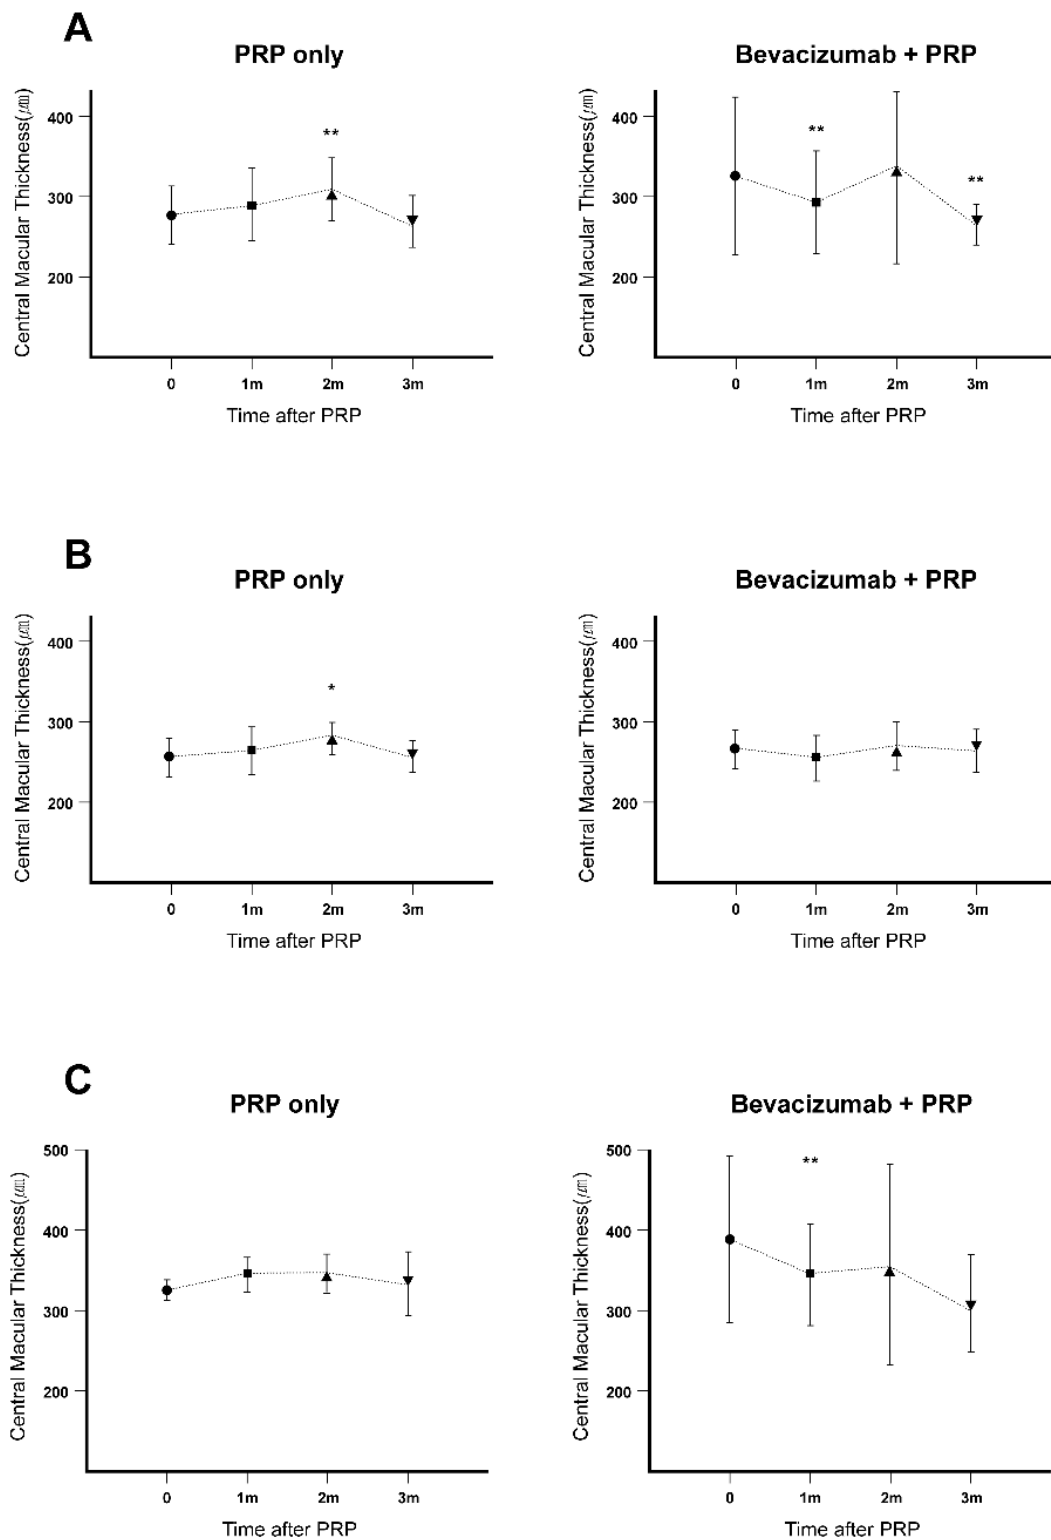 A
PRP only
Bevacizumab + PRP
Central Macular Thickness(㎛)
400
300
200
**
0 1m 2m 3m
Time after PRP
Central Macular Thickness(㎛)
400
300
200
**
**
0 1m 2m 3m
Time after PRP
B
PRP only
Bevacizumab + PRP
Central Macular Thickness(㎛)
400
300
200
*
0 1m 2m 3m
Time after PRP
Central Macular Thickness(㎛)
400
300
200
0 1m 2m 3m
Time after PRP
C
PRP only
Bevacizumab + PRP
Central Macular Thickness(㎛)
500
400
300
200
0 1m 2m 3m
Time after PRP
Central Macular Thickness(㎛)
500
400
300
200
**
0 1m 2m 3m
Time after PRP